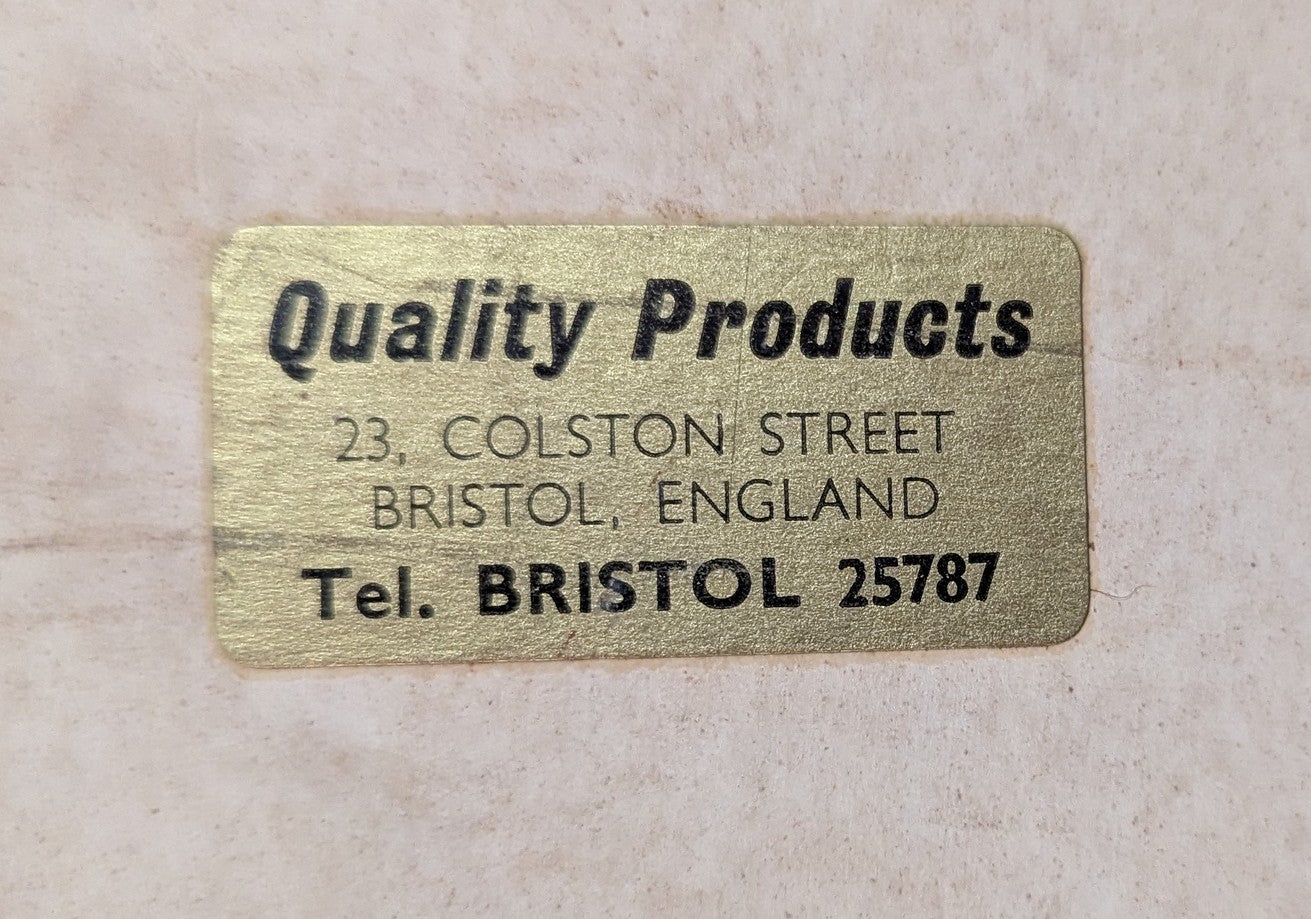 Quality Products
23, COLSTON STREET
BRISTOL, ENGLAND
Tel. BRISTOL 25787